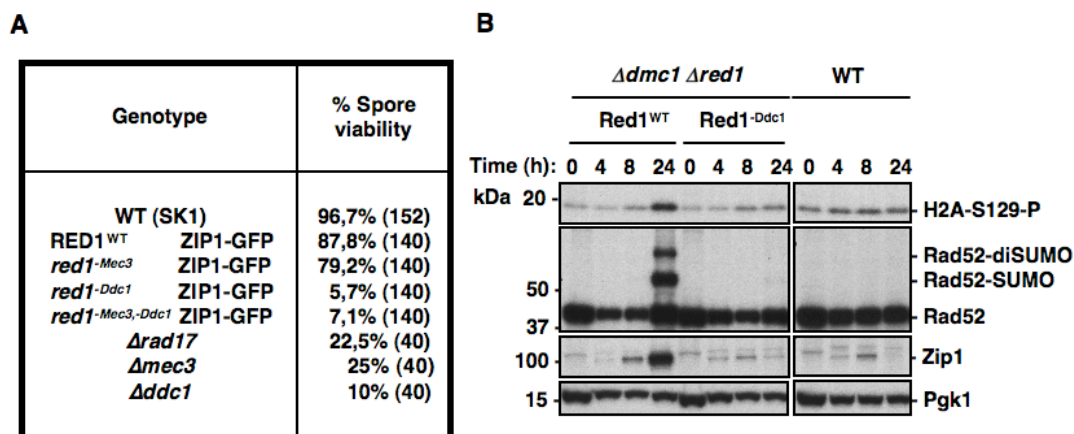 A
Genotype
% Spore
viability
WT (SK1) 96,7% (152)
RED1WT ZIP1-GFP 87,8% (140)
red1-Mec3 ZIP1-GFP 79,2% (140)
red1-Ddc1 ZIP1-GFP 5,7% (140)
red1-Mec3,-Ddc1 ZIP1-GFP 7,1% (140)
Δrad17 22,5% (40)
Δmec3 25% (40)
Δddc1 10% (40)
B
Δdmc1 Δred1 WT
Red1WT Red1-Ddc1
Time (h): 0 4 8 24 0 4 8 24 0 4 8 24
kDa 20 H2A-S129-P
Rad52-diSUMO
Rad52-SUMO
50
Rad52
37
100 Zip1
15 Pgk1